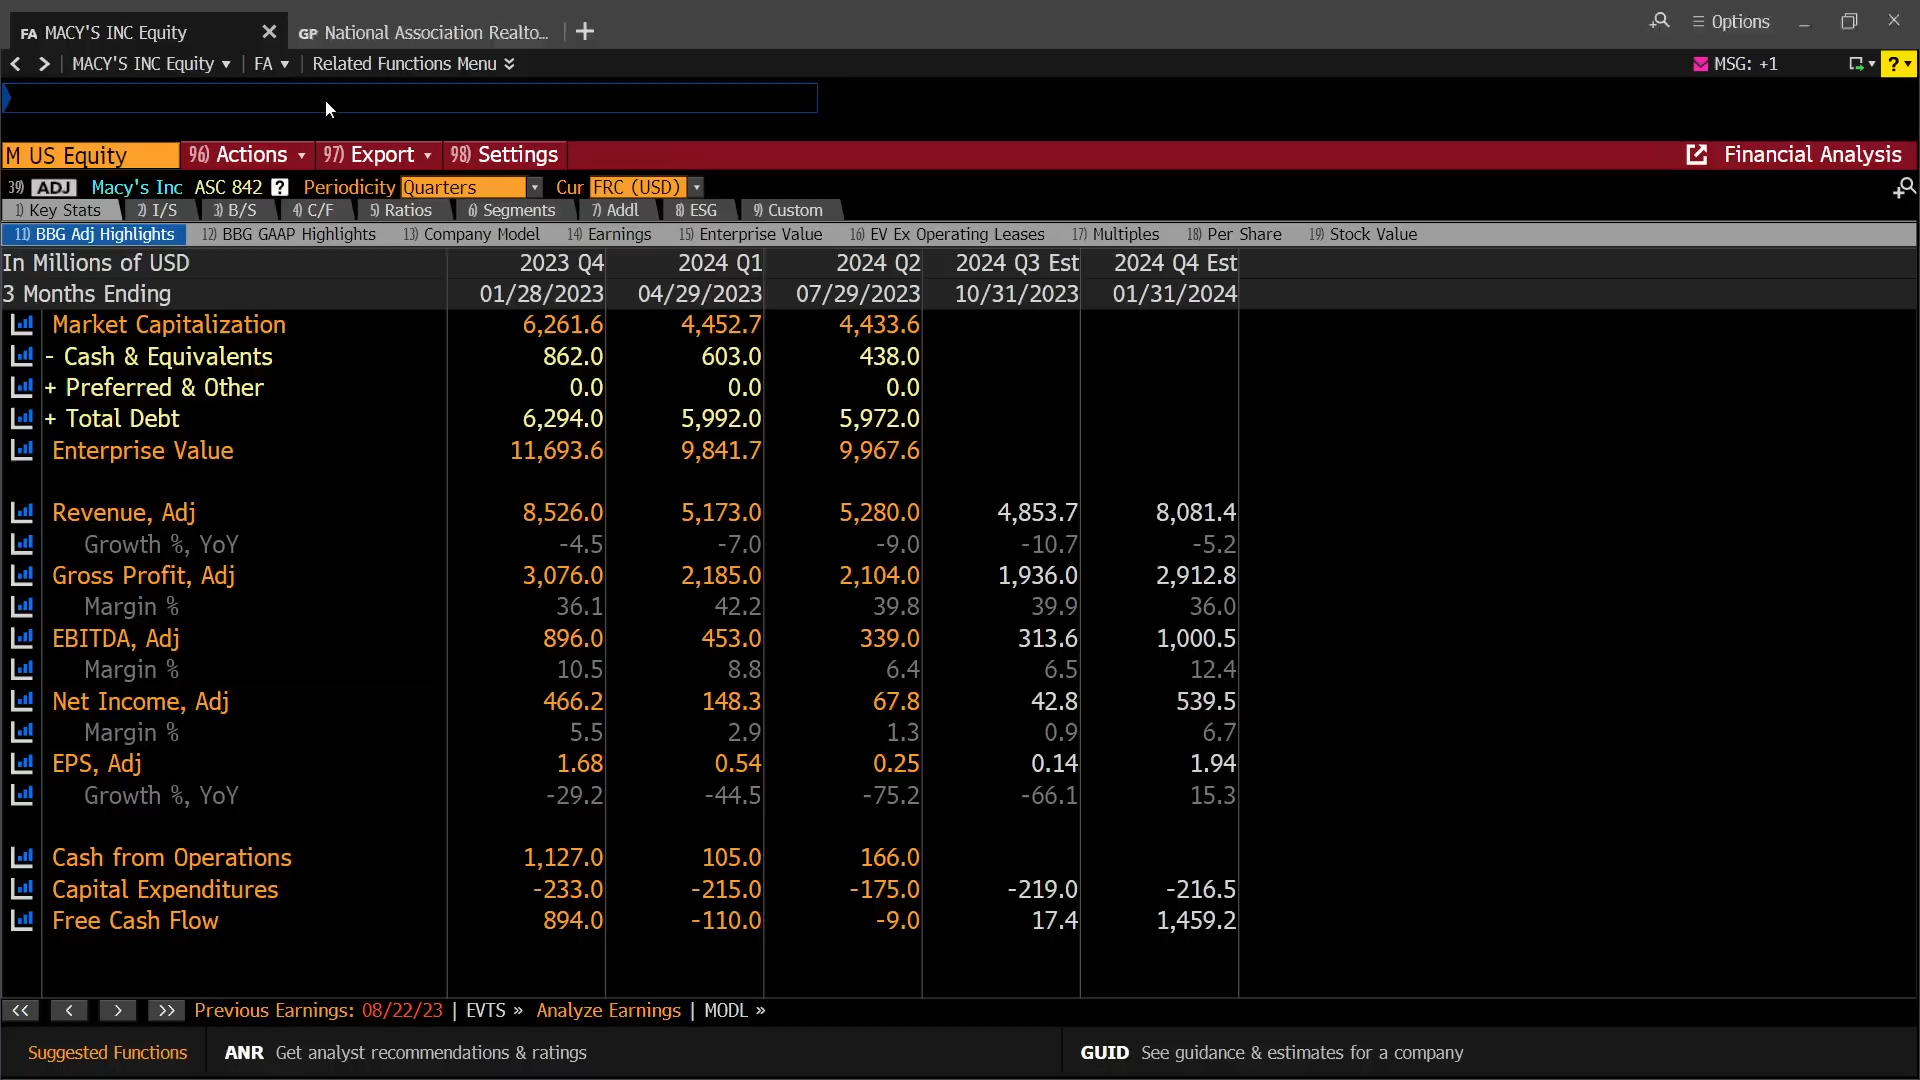 FA MACY'S INC Equity GP National Association Realto... Options
MACY'S INC Equity FA Related Functions Menu MSG: +1 ?
M US Equity 96) Actions 97) Export 98) Settings Financial Analysis
39) ADJ Macy's Inc ASC 842 ? Periodicity Quarters Cur FRC (USD)
1) Key Stats 2) I/S 3) B/S 4) C/F 5) Ratios 6) Segments 7) Addl 8) ESG 9) Custom
11) BBG Adj Highlights 12) BBG GAAP Highlights 13) Company Model 14) Earnings 15) Enterprise Value 16) EV Ex Operating Leases 17) Multiples 18) Per Share 19) Stock Value
In Millions of USD 2023 Q4 2024 Q1 2024 Q2 2024 Q3 Est 2024 Q4 Est
3 Months Ending 01/28/2023 04/29/2023 07/29/2023 10/31/2023 01/31/2024
Market Capitalization 6,261.6 4,452.7 4,433.6
- Cash & Equivalents 862.0 603.0 438.0
+ Preferred & Other 0.0 0.0 0.0
+ Total Debt 6,294.0 5,992.0 5,972.0
Enterprise Value 11,693.6 9,841.7 9,967.6
Revenue, Adj 8,526.0 5,173.0 5,280.0 4,853.7 8,081.4
Growth %, YoY -4.5 -7.0 -9.0 -10.7 -5.2
Gross Profit, Adj 3,076.0 2,185.0 2,104.0 1,936.0 2,912.8
Margin % 36.1 42.2 39.8 39.9 36.0
EBITDA, Adj 896.0 453.0 339.0 313.6 1,000.5
Margin % 10.5 8.8 6.4 6.5 12.4
Net Income, Adj 466.2 148.3 67.8 42.8 539.5
Margin % 5.5 2.9 1.3 0.9 6.7
EPS, Adj 1.68 0.54 0.25 0.14 1.94
Growth %, YoY -29.2 -44.5 -75.2 -66.1 15.3
Cash from Operations 1,127.0 105.0 166.0
Capital Expenditures -233.0 -215.0 -175.0 -219.0 -216.5
Free Cash Flow 894.0 -110.0 -9.0 17.4 1,459.2
<< < > >> Previous Earnings: 08/22/23 | EVTS » Analyze Earnings | MODL »
Suggested Functions ANR Get analyst recommendations & ratings GUID See guidance & estimates for a company